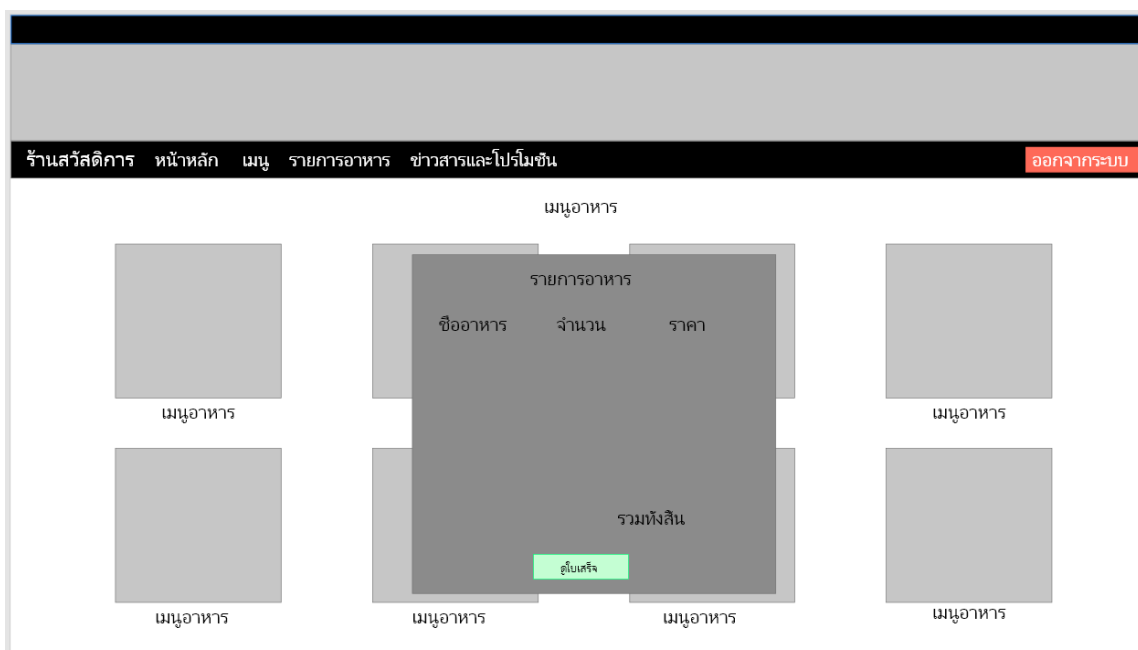 ร้านสวัสดิการ หน้าหลัก เมนู รายการอาหาร ข่าวสารและโปรโมชัน ออกจากระบบ
เมนูอาหาร
รายการอาหาร
ชื่ออาหาร จำนวน ราคา
เมนูอาหาร เมนูอาหาร
รวมทั้งสิ้น
ดูใบเสร็จ
เมนูอาหาร เมนูอาหาร เมนูอาหาร เมนูอาหาร